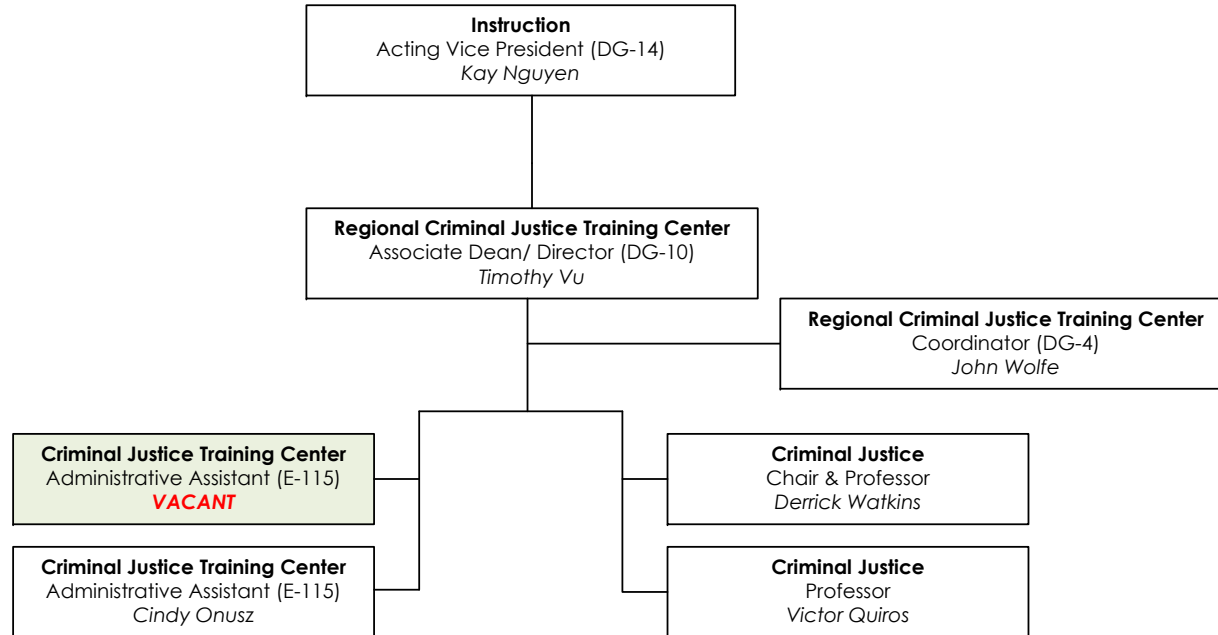 Instruction
Acting Vice President (DG-14)
Kay Nguyen
Regional Criminal Justice Training Center
Associate Dean/ Director (DG-10)
Timothy Vu
Regional Criminal Justice Training Center
Coordinator (DG-4)
John Wolfe
Criminal Justice Training Center
Administrative Assistant (E-115)
VACANT
Criminal Justice
Chair & Professor
Derrick Watkins
Criminal Justice Training Center
Administrative Assistant (E-115)
Cindy Onusz
Criminal Justice
Professor
Victor Quiros